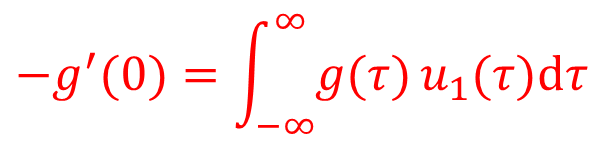 −g′(0) = ∫_{−∞}^{∞} g(τ) u₁(τ)dτ